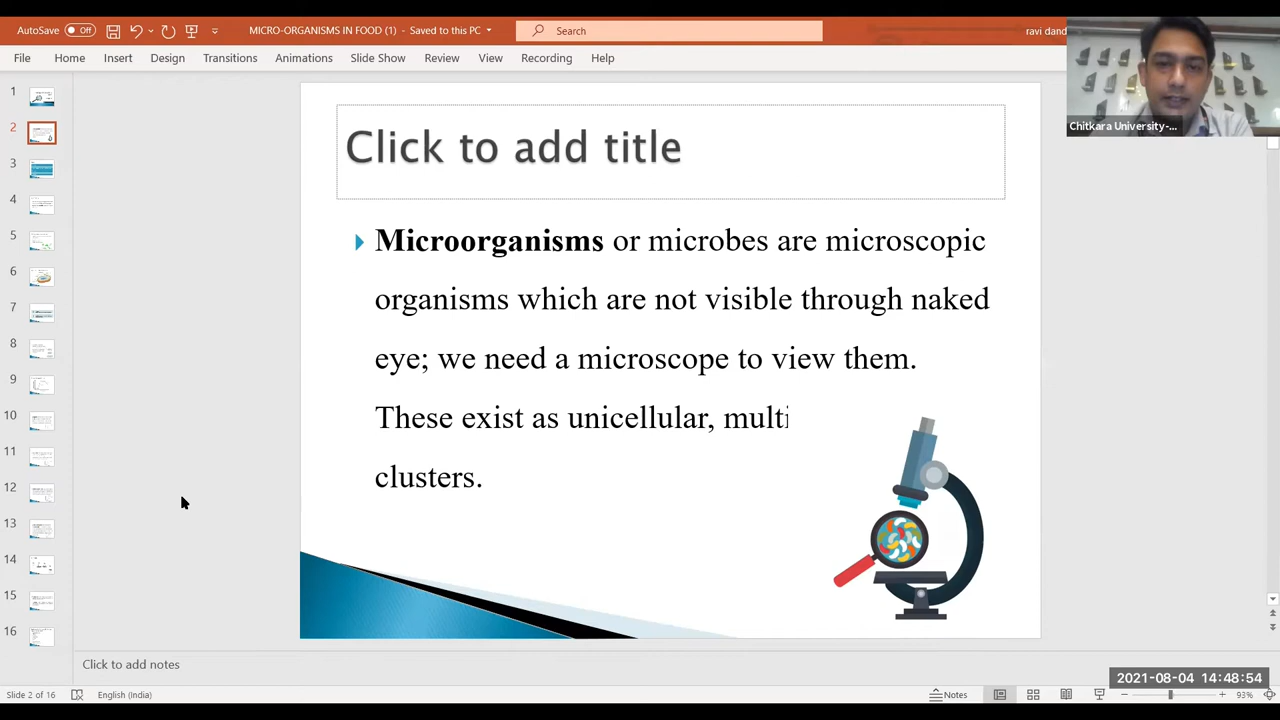 AutoSave Off MICRO-ORGANISMS IN FOOD (1) - Saved to this PC Search ravi dand
File Home Insert Design Transitions Animations Slide Show Review View Recording Help
Chitkara University-...
1
2
3
4
5
6
7
8
9
10
11
12
13
14
15
16
Click to add title
Microorganisms or microbes are microscopic
organisms which are not visible through naked
eye; we need a microscope to view them.
These exist as unicellular, multi
clusters.
Click to add notes
2021-08-04 14:48:54
Slide 2 of 16 English (India) Notes 93%